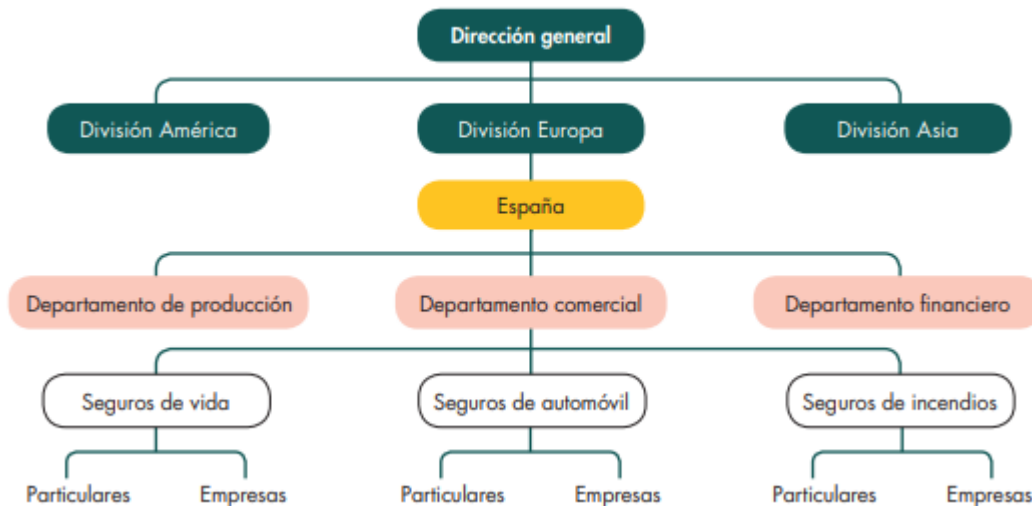 Dirección general
División América
División Europa
División Asia
España
Departamento de producción
Departamento comercial
Departamento financiero
Seguros de vida
Seguros de automóvil
Seguros de incendios
Particulares
Empresas
Particulares
Empresas
Particulares
Empresas